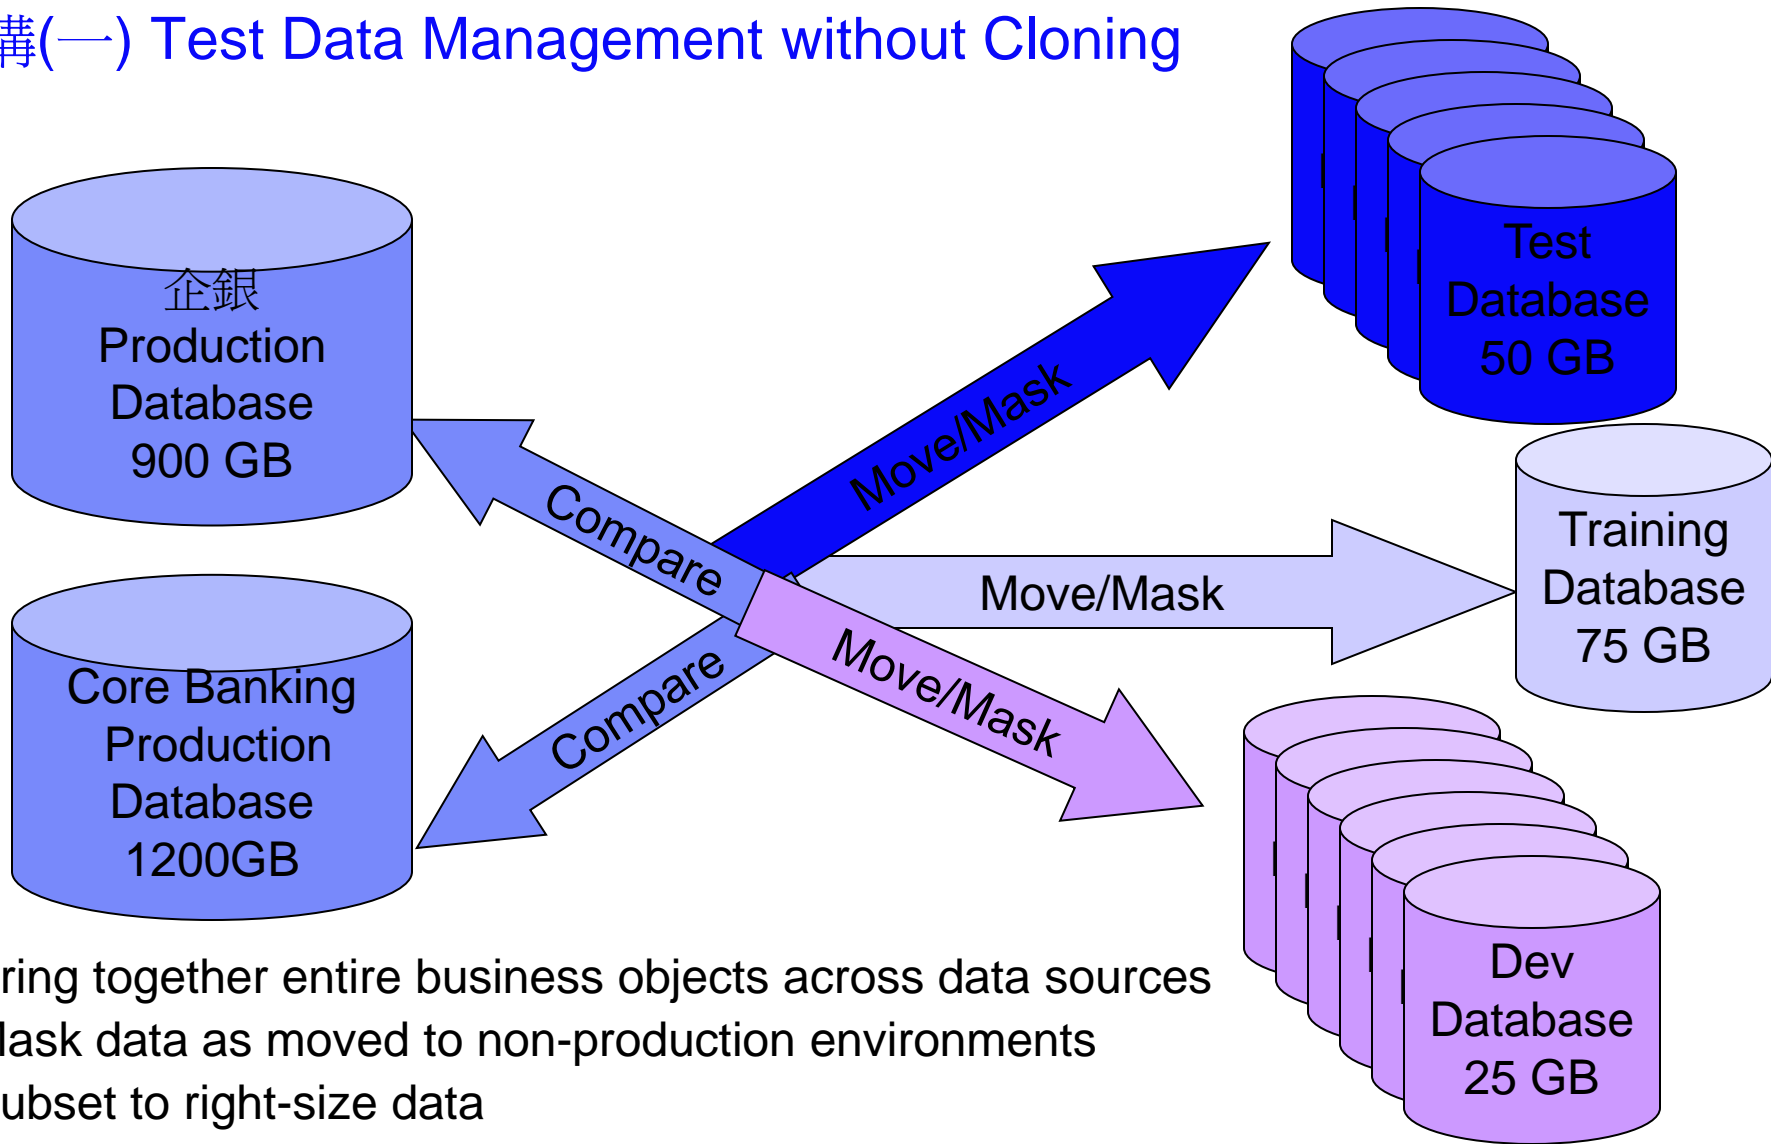 構(一) Test Data Management without Cloning
企銀
Production
Database
900 GB
Core Banking
Production
Database
1200GB
Compare
Compare
Move/Mask
Move/Mask
Move/Mask
Test
Database
50 GB
Training
Database
75 GB
Dev
Database
25 GB
ring together entire business objects across data sources
ask data as moved to non-production environments
ubset to right-size data